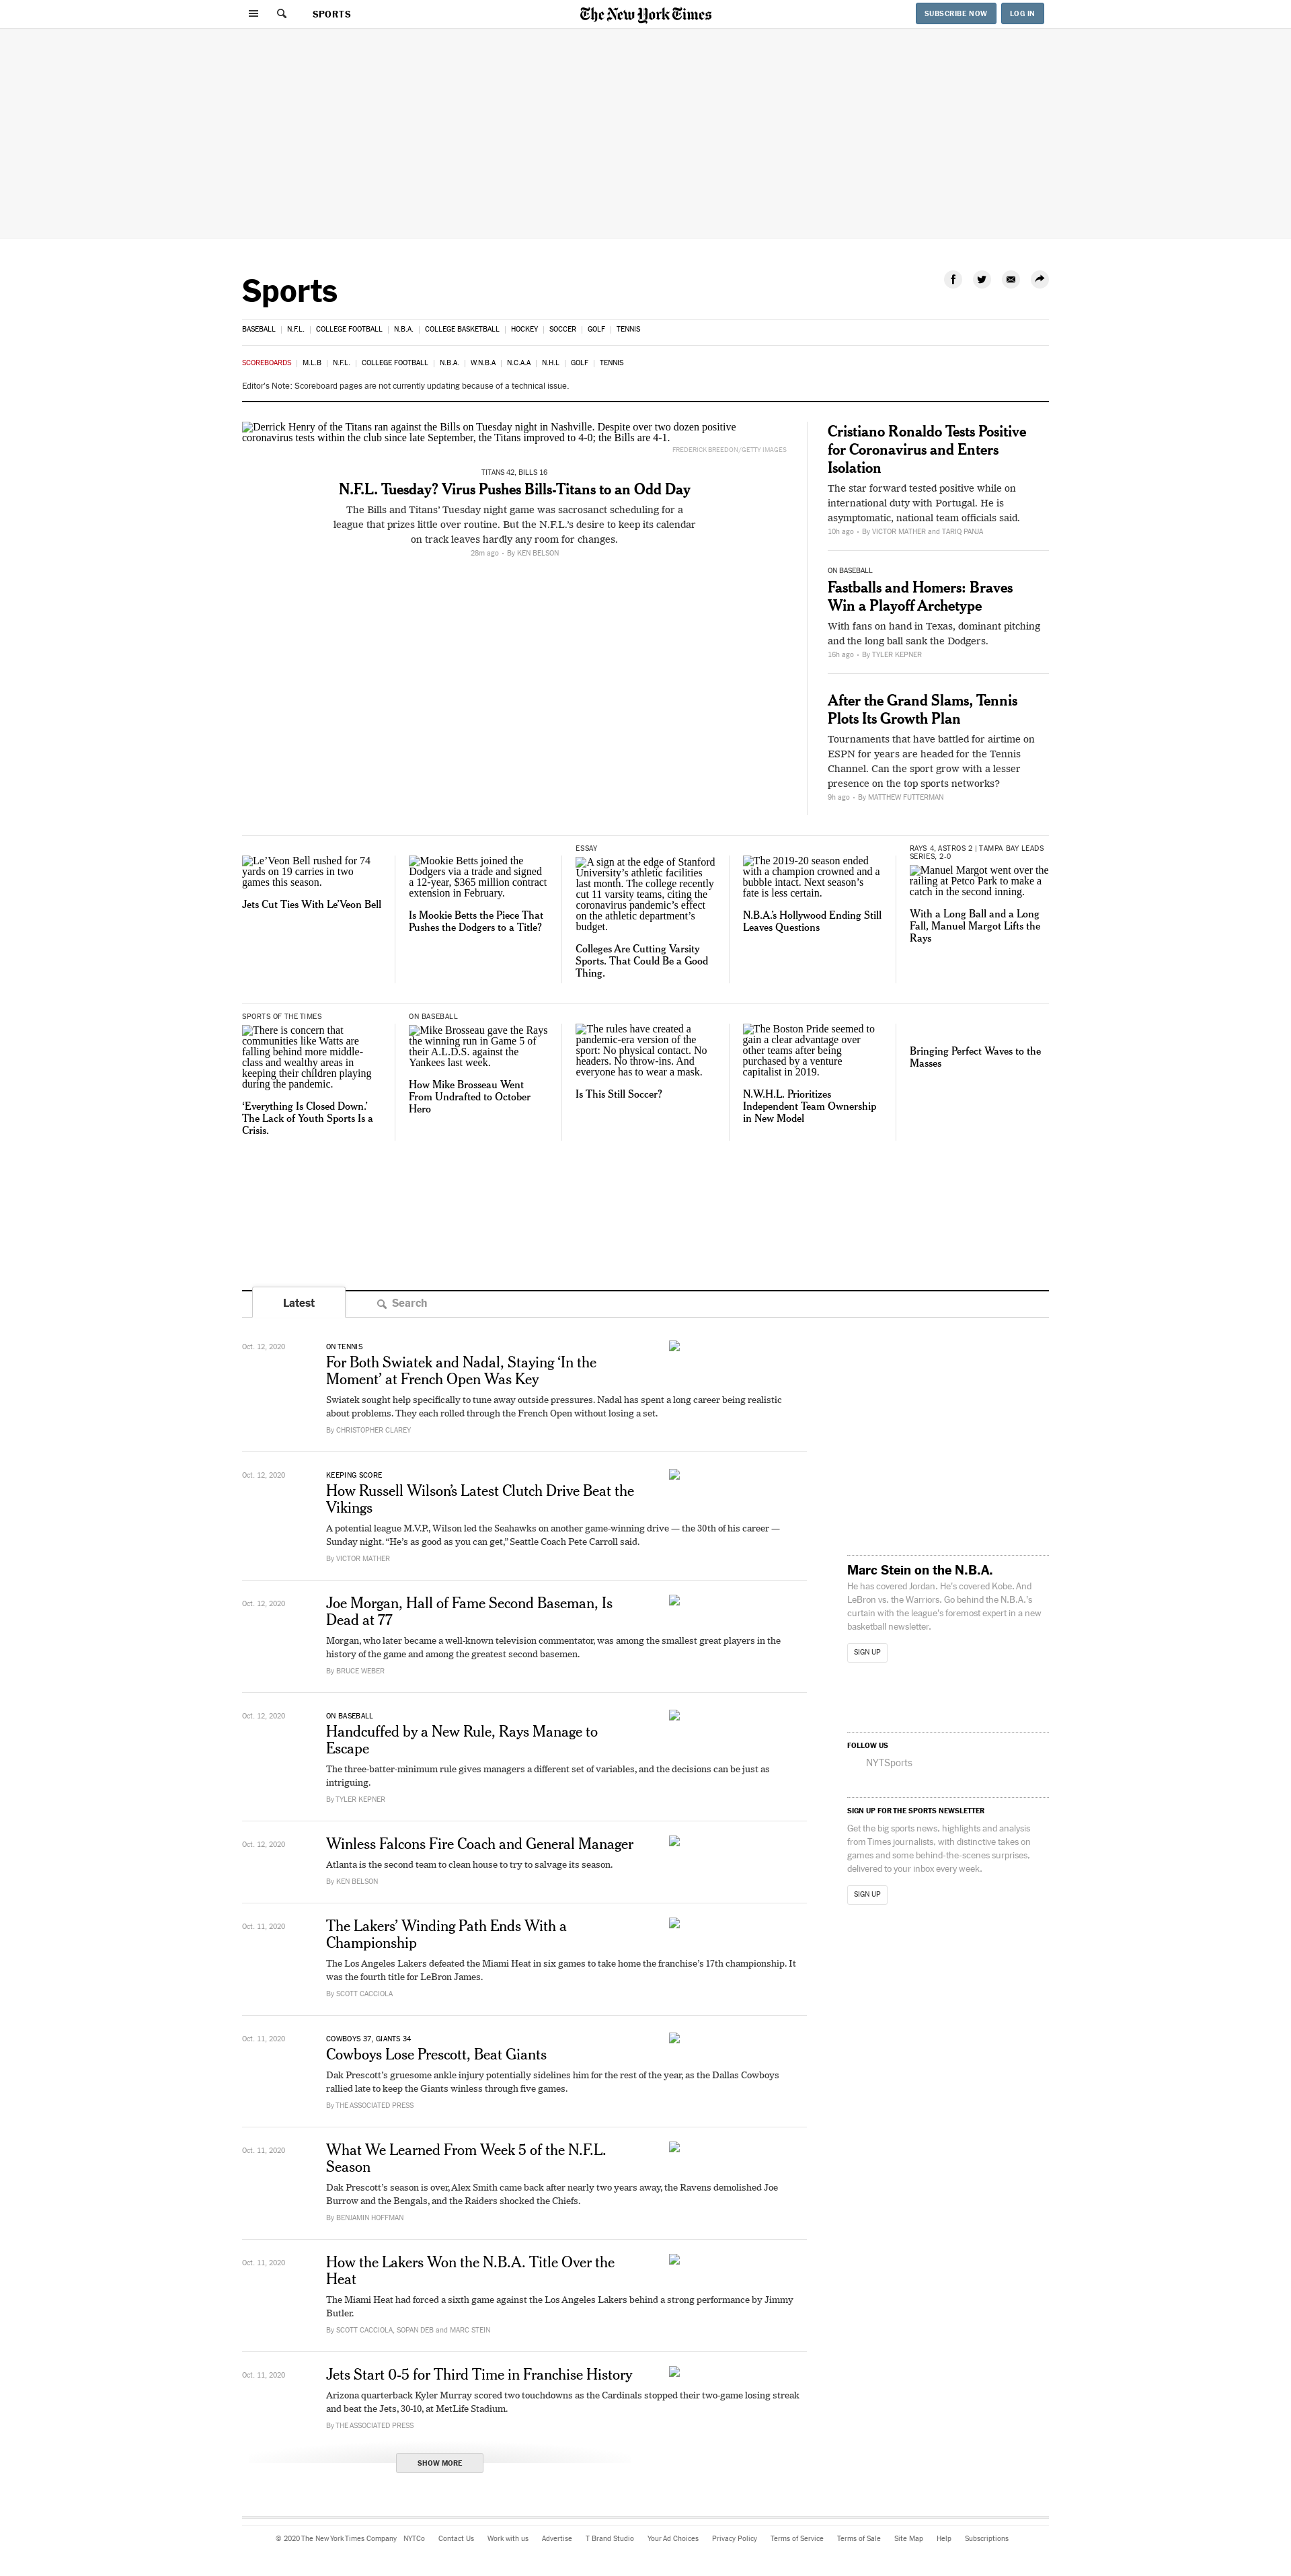 SPORTS
The New York Times
SUBSCRIBE NOW
LOG IN
Sports
BASEBALL | N.F.L. | COLLEGE FOOTBALL | N.B.A. | COLLEGE BASKETBALL | HOCKEY | SOCCER | GOLF | TENNIS
SCOREBOARDS | M.L.B | N.F.L. | COLLEGE FOOTBALL | N.B.A. | W.N.B.A | N.C.A.A | N.H.L | GOLF | TENNIS
Editor's Note: Scoreboard pages are not currently updating because of a technical issue.
Derrick Henry of the Titans ran against the Bills on Tuesday night in Nashville. Despite over two dozen positive
coronavirus tests within the club since late September, the Titans improved to 4-0; the Bills are 4-1.
FREDERICK BREEDON/GETTY IMAGES
TITANS 42, BILLS 16
N.F.L. Tuesday? Virus Pushes Bills-Titans to an Odd Day
The Bills and Titans' Tuesday night game was sacrosanct scheduling for a
league that prizes little over routine. But the N.F.L.'s desire to keep its calendar
on track leaves hardly any room for changes.
28m ago - By KEN BELSON
Cristiano Ronaldo Tests Positive
for Coronavirus and Enters
Isolation
The star forward tested positive while on
international duty with Portugal. He is
asymptomatic, national team officials said.
10h ago - By VICTOR MATHER and TARIQ PANJA
ON BASEBALL
Fastballs and Homers: Braves
Win a Playoff Archetype
With fans on hand in Texas, dominant pitching
and the long ball sank the Dodgers.
16h ago - By TYLER KEPNER
After the Grand Slams, Tennis
Plots Its Growth Plan
Tournaments that have battled for airtime on
ESPN for years are headed for the Tennis
Channel. Can the sport grow with a lesser
presence on the top sports networks?
9h ago - By MATTHEW FUTTERMAN
Le'Veon Bell rushed for 74
yards on 19 carries in two
games this season.
Jets Cut Ties With Le'Veon Bell
Mookie Betts joined the
Dodgers via a trade and signed
a 12-year, $365 million contract
extension in February.
Is Mookie Betts the Piece That
Pushes the Dodgers to a Title?
ESSAY
A sign at the edge of Stanford
University's athletic facilities
last month. The college recently
cut 11 varsity teams, citing the
coronavirus pandemic's effect
on the athletic department's
budget.
Colleges Are Cutting Varsity
Sports. That Could Be a Good
Thing.
The 2019-20 season ended
with a champion crowned and a
bubble intact. Next season's
fate is less certain.
N.B.A.'s Hollywood Ending Still
Leaves Questions
RAYS 4, ASTROS 2 | TAMPA BAY LEADS
SERIES, 2-0
Manuel Margot went over the
railing at Petco Park to make a
catch in the second inning.
With a Long Ball and a Long
Fall, Manuel Margot Lifts the
Rays
SPORTS OF THE TIMES
There is concern that
communities like Watts are
falling behind more middle-
class and wealthy areas in
keeping their children playing
during the pandemic.
'Everything Is Closed Down.'
The Lack of Youth Sports Is a
Crisis.
ON BASEBALL
Mike Brosseau gave the Rays
the winning run in Game 5 of
their A.L.D.S. against the
Yankees last week.
How Mike Brosseau Went
From Undrafted to October
Hero
The rules have created a
pandemic-era version of the
sport: No physical contact. No
headers. No throw-ins. And
everyone has to wear a mask.
Is This Still Soccer?
The Boston Pride seemed to
gain a clear advantage over
other teams after being
purchased by a venture
capitalist in 2019.
N.W.H.L. Prioritizes
Independent Team Ownership
in New Model
Bringing Perfect Waves to the
Masses
Latest
Search
Oct. 12, 2020
ON TENNIS
For Both Swiatek and Nadal, Staying 'In the
Moment' at French Open Was Key
Swiatek sought help specifically to tune away outside pressures. Nadal has spent a long career being realistic
about problems. They each rolled through the French Open without losing a set.
By CHRISTOPHER CLAREY
Oct. 12, 2020
KEEPING SCORE
How Russell Wilson's Latest Clutch Drive Beat the
Vikings
A potential league M.V.P., Wilson led the Seahawks on another game-winning drive — the 30th of his career —
Sunday night. "He's as good as you can get," Seattle Coach Pete Carroll said.
By VICTOR MATHER
Oct. 12, 2020
Joe Morgan, Hall of Fame Second Baseman, Is
Dead at 77
Morgan, who later became a well-known television commentator, was among the smallest great players in the
history of the game and among the greatest second basemen.
By BRUCE WEBER
Oct. 12, 2020
ON BASEBALL
Handcuffed by a New Rule, Rays Manage to
Escape
The three-batter-minimum rule gives managers a different set of variables, and the decisions can be just as
intriguing.
By TYLER KEPNER
Oct. 12, 2020
Winless Falcons Fire Coach and General Manager
Atlanta is the second team to clean house to try to salvage its season.
By KEN BELSON
Oct. 11, 2020
The Lakers' Winding Path Ends With a
Championship
The Los Angeles Lakers defeated the Miami Heat in six games to take home the franchise's 17th championship. It
was the fourth title for LeBron James.
By SCOTT CACCIOLA
Oct. 11, 2020
COWBOYS 37, GIANTS 34
Cowboys Lose Prescott, Beat Giants
Dak Prescott's gruesome ankle injury potentially sidelines him for the rest of the year, as the Dallas Cowboys
rallied late to keep the Giants winless through five games.
By THE ASSOCIATED PRESS
Oct. 11, 2020
What We Learned From Week 5 of the N.F.L.
Season
Dak Prescott's season is over, Alex Smith came back after nearly two years away, the Ravens demolished Joe
Burrow and the Bengals, and the Raiders shocked the Chiefs.
By BENJAMIN HOFFMAN
Oct. 11, 2020
How the Lakers Won the N.B.A. Title Over the
Heat
The Miami Heat had forced a sixth game against the Los Angeles Lakers behind a strong performance by Jimmy
Butler.
By SCOTT CACCIOLA, SOPAN DEB and MARC STEIN
Oct. 11, 2020
Jets Start 0-5 for Third Time in Franchise History
Arizona quarterback Kyler Murray scored two touchdowns as the Cardinals stopped their two-game losing streak
and beat the Jets, 30-10, at MetLife Stadium.
By THE ASSOCIATED PRESS
SHOW MORE
Marc Stein on the N.B.A.
He has covered Jordan. He's covered Kobe. And
LeBron vs. the Warriors. Go behind the N.B.A.'s
curtain with the league's foremost expert in a new
basketball newsletter.
SIGN UP
FOLLOW US
NYTSports
SIGN UP FOR THE SPORTS NEWSLETTER
Get the big sports news, highlights and analysis
from Times journalists, with distinctive takes on
games and some behind-the-scenes surprises,
delivered to your inbox every week.
SIGN UP
© 2020 The New York Times Company NYTCo Contact Us Work with us Advertise T Brand Studio Your Ad Choices Privacy Policy Terms of Service Terms of Sale Site Map Help Subscriptions